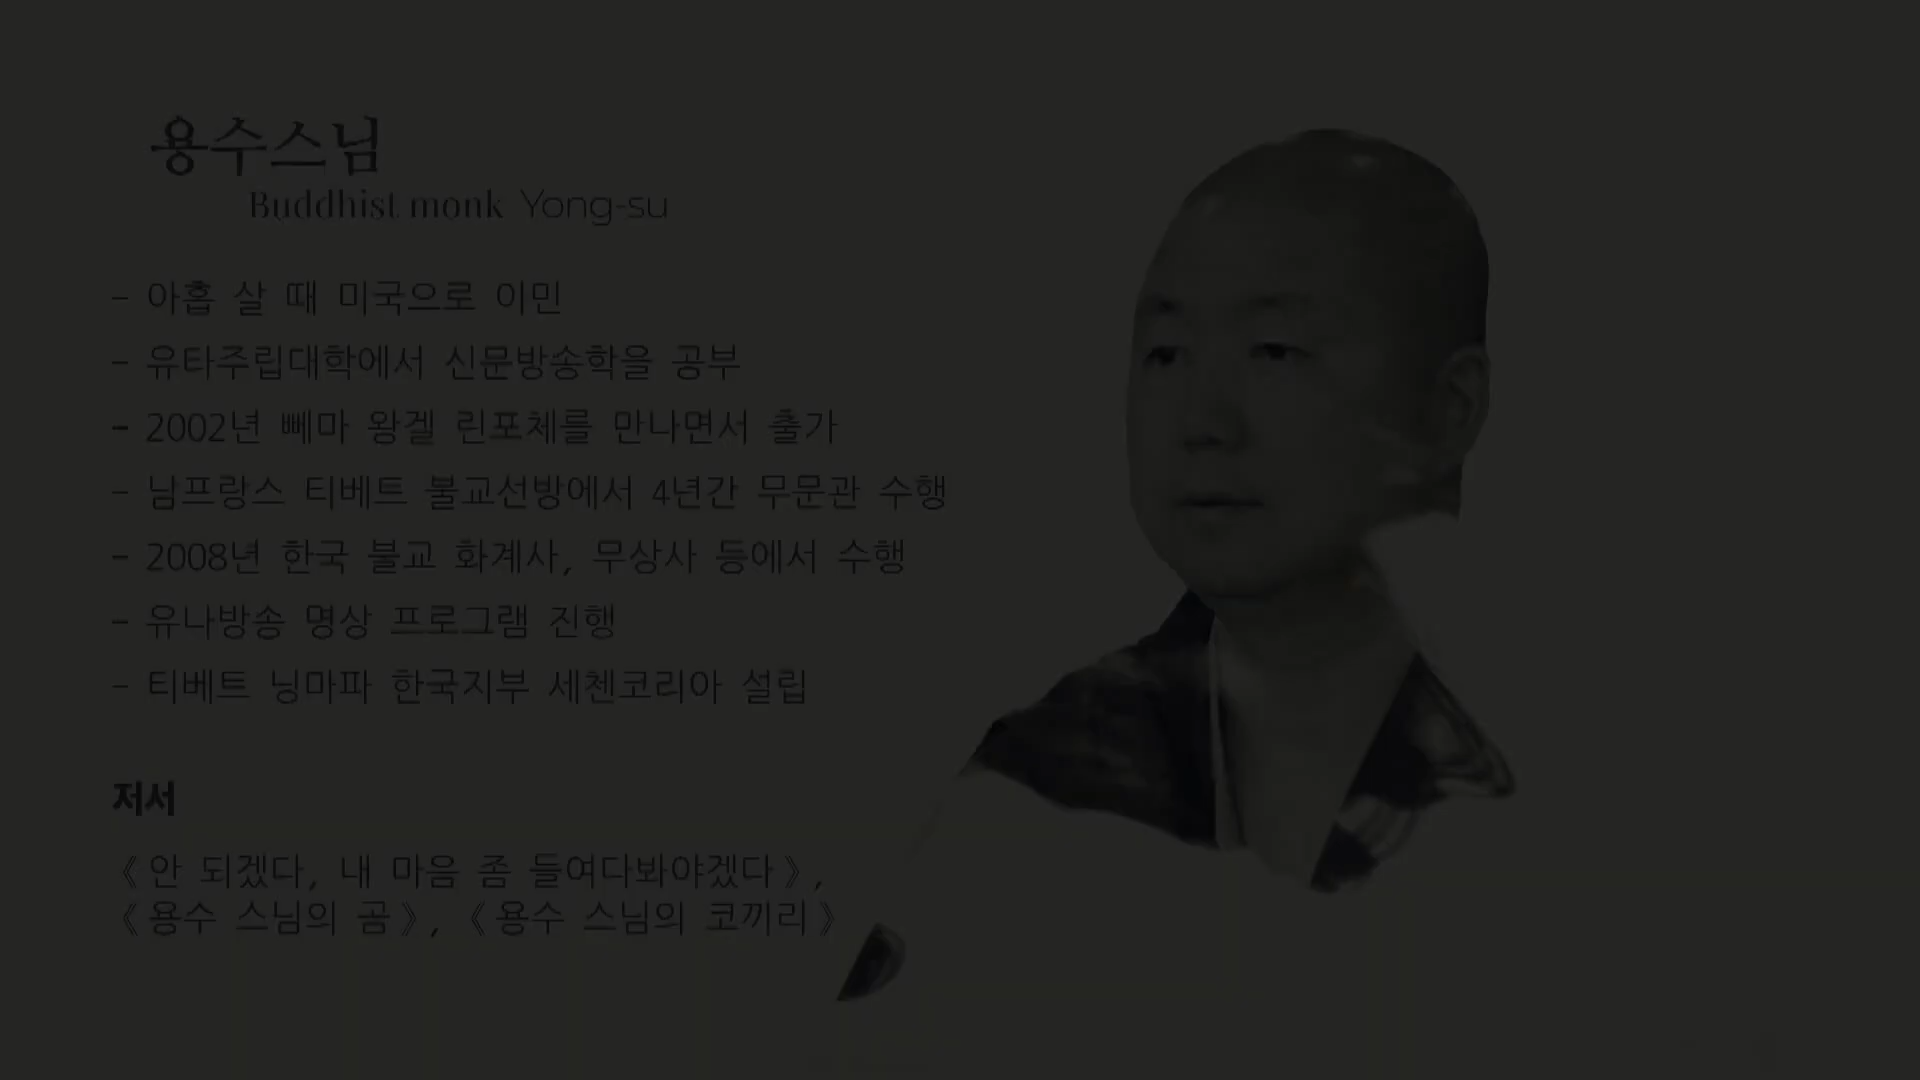 용수스님
Buddhist monk Yong-su
– 아홉 살 때 미국으로 이민
– 유타주립대학에서 신문방송학을 공부
– 2002년 뻬마 왕겔 린포체를 만나면서 출가
– 남프랑스 티베트 불교선방에서 4년간 무문관 수행
– 2008년 한국 불교 화계사, 무상사 등에서 수행
– 유나방송 명상 프로그램 진행
– 티베트 닝마파 한국지부 세첸코리아 설립
저서
《안 되겠다, 내 마음 좀 들여다봐야겠다》,
《용수 스님의 곰》, 《용수 스님의 코끼리》